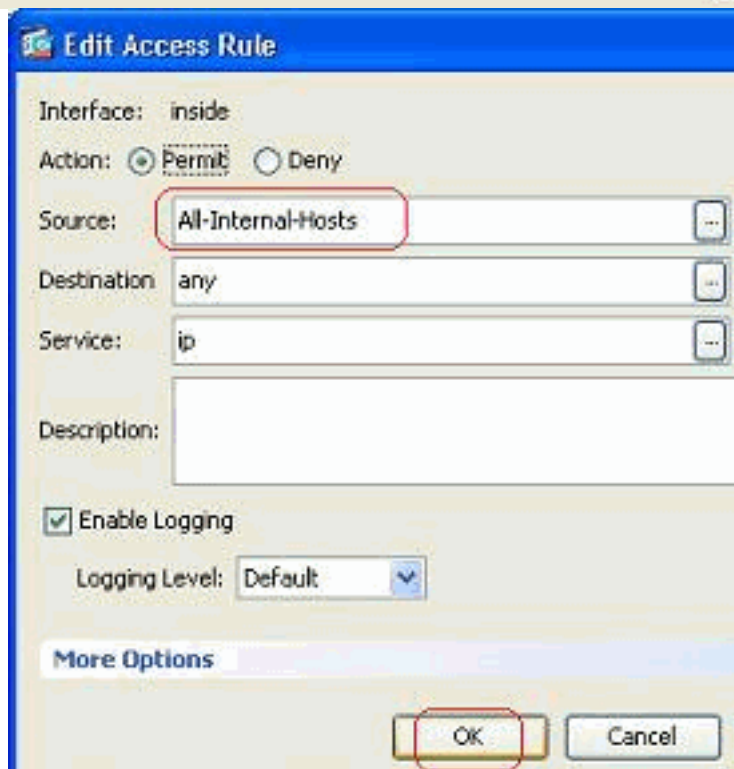 Edit Access Rule
Interface: inside
Action: Permit Deny
Source: All-Internal-Hosts ...
Destination any ...
Service: ip ...
Description:
Enable Logging
Logging Level: Default
More Options
OK Cancel